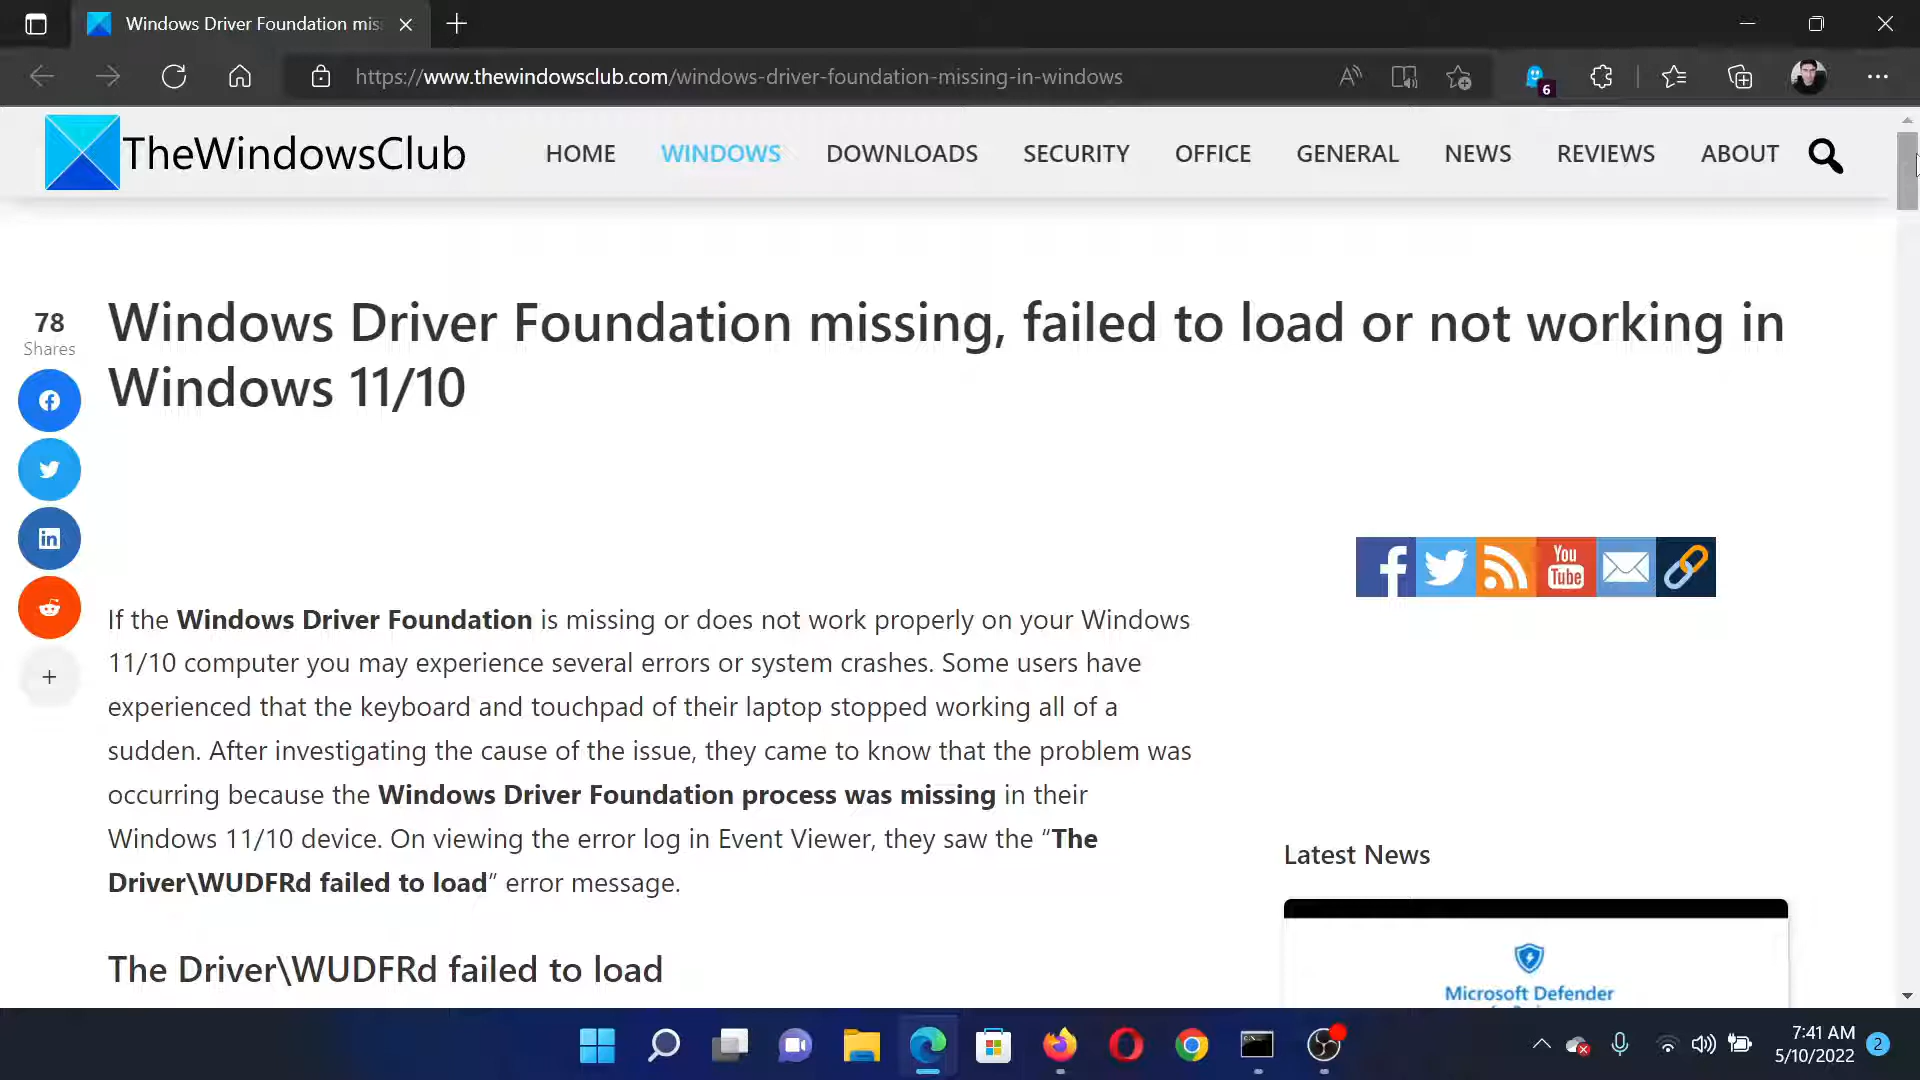 Windows Driver Foundation mis
https://www.thewindowsclub.com/windows-driver-foundation-missing-in-windows
6
TheWindowsClub
HOME WINDOWS DOWNLOADS SECURITY OFFICE GENERAL NEWS REVIEWS ABOUT
78
Shares
Windows Driver Foundation missing, failed to load or not working in
Windows 11/10
You
Tube
If the Windows Driver Foundation is missing or does not work properly on your Windows
11/10 computer you may experience several errors or system crashes. Some users have
experienced that the keyboard and touchpad of their laptop stopped working all of a
sudden. After investigating the cause of the issue, they came to know that the problem was
occurring because the Windows Driver Foundation process was missing in their
Windows 11/10 device. On viewing the error log in Event Viewer, they saw the “The
Driver\WUDFRd failed to load” error message.
The Driver\WUDFRd failed to load
Latest News
Microsoft Defender
7:41 AM
5/10/2022
2